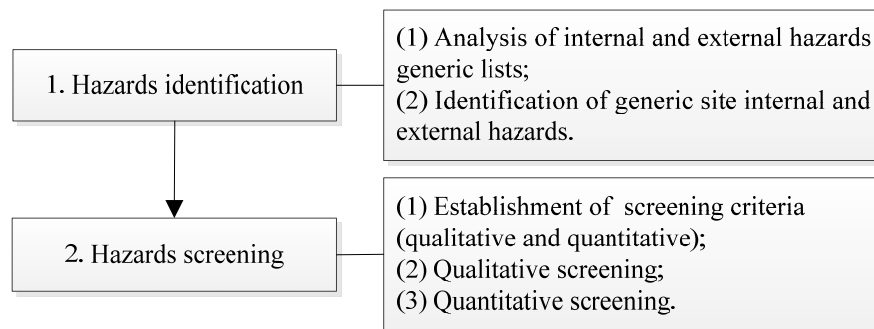 1. Hazards identification
(1) Analysis of internal and external hazards
generic lists;
(2) Identification of generic site internal and
external hazards.
2. Hazards screening
(1) Establishment of screening criteria
(qualitative and quantitative);
(2) Qualitative screening;
(3) Quantitative screening.